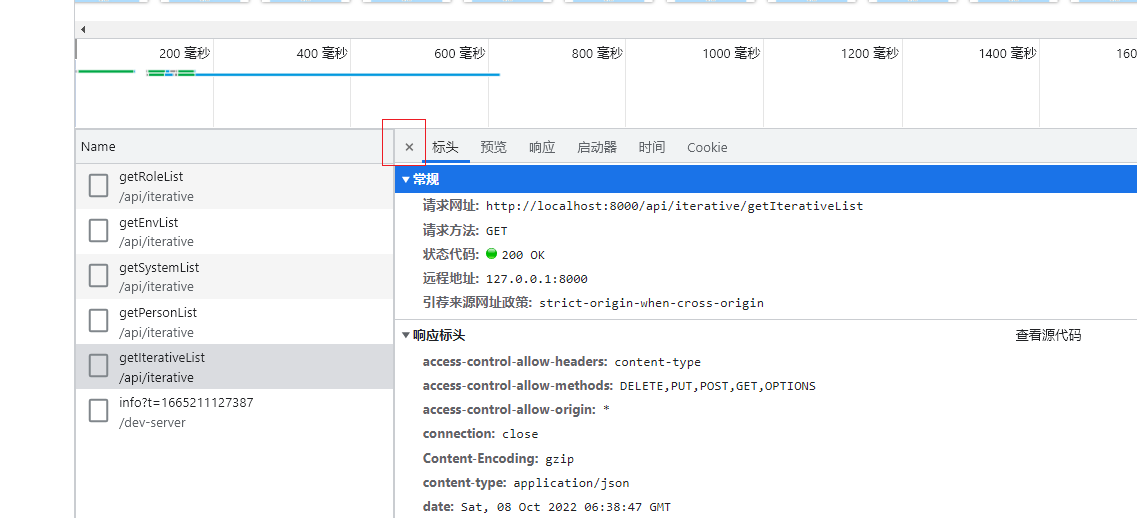 200 毫秒 400 毫秒 600 毫秒 800 毫秒 1000 毫秒 1200 毫秒 1400 毫秒 160
Name
× 标头 预览 响应 启动器 时间 Cookie
getRoleList
/api/iterative
getEnvList
/api/iterative
getSystemList
/api/iterative
getPersonList
/api/iterative
getIterativeList
/api/iterative
info?t=1665211127387
/dev-server
常规
请求网址: http://localhost:8000/api/iterative/getIterativeList
请求方法: GET
状态代码: 200 OK
远程地址: 127.0.0.1:8000
引荐来源网址政策: strict-origin-when-cross-origin
响应标头 查看源代码
access-control-allow-headers: content-type
access-control-allow-methods: DELETE,PUT,POST,GET,OPTIONS
access-control-allow-origin: *
connection: close
Content-Encoding: gzip
content-type: application/json
date: Sat, 08 Oct 2022 06:38:47 GMT